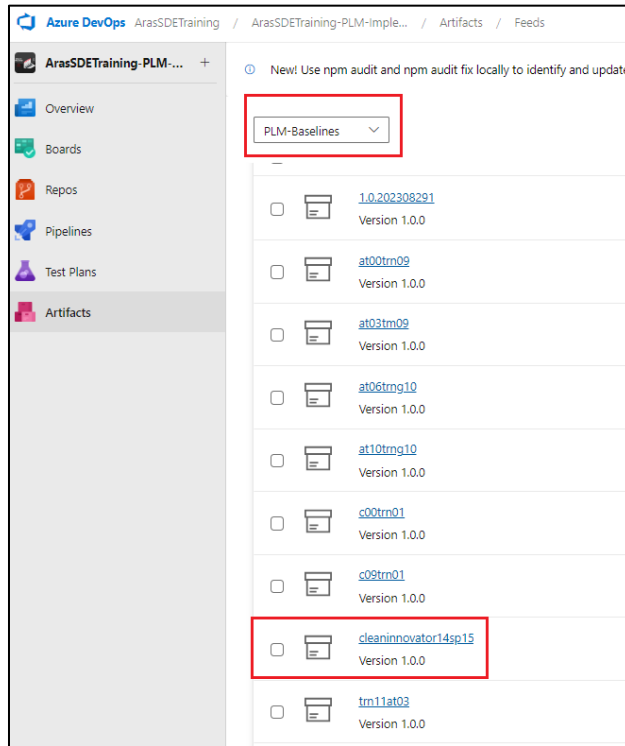 Azure DevOps ArasSDETraining / ArasSDETraining-PLM-Imple... / Artifacts / Feeds
ArasSDETraining-PLM-... +
New! Use npm audit and npm audit fix locally to identify and update
Overview
PLM-Baselines
Boards
Repos
Pipelines
Test Plans
Artifacts
1.0.202308291
Version 1.0.0
at00trn09
Version 1.0.0
at03tm09
Version 1.0.0
at06trng10
Version 1.0.0
at10trng10
Version 1.0.0
c00trn01
Version 1.0.0
c09trn01
Version 1.0.0
cleaninnovator14sp15
Version 1.0.0
trn11at03
Version 1.0.0